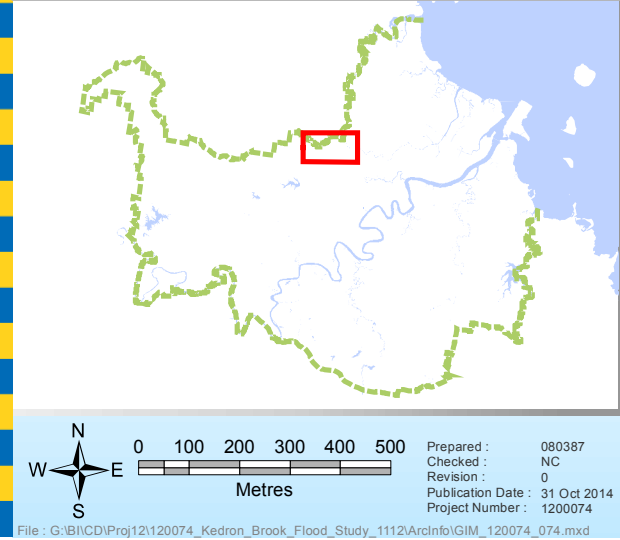 N
W E
S
0 100 200 300 400 500
Metres
Prepared : 080387
Checked : NC
Revision : 0
Publication Date : 31 Oct 2014
Project Number : 1200074
File : G:\BI\CD\Proj12\120074_Kedron_Brook_Flood_Study_1112\ArcInfo\GIM_120074_074.mxd